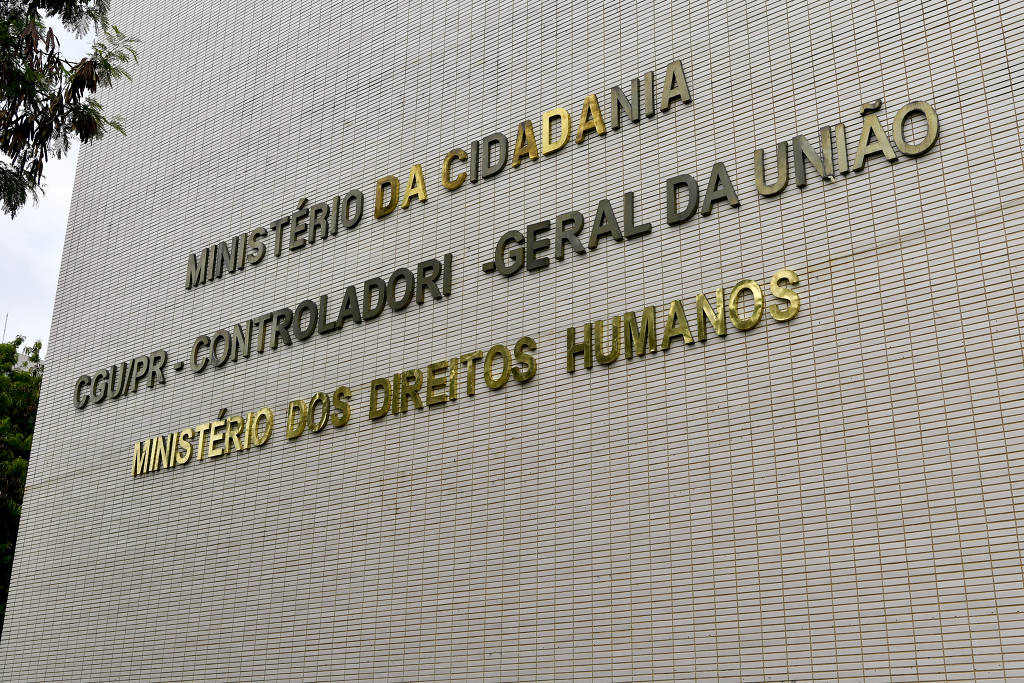 MINISTÉRIO DA CIDADANIA
CGU/PR - CONTROLADORI -GERAL DA UNIÃO
MINISTÉRIO DOS DIREITOS HUMANOS